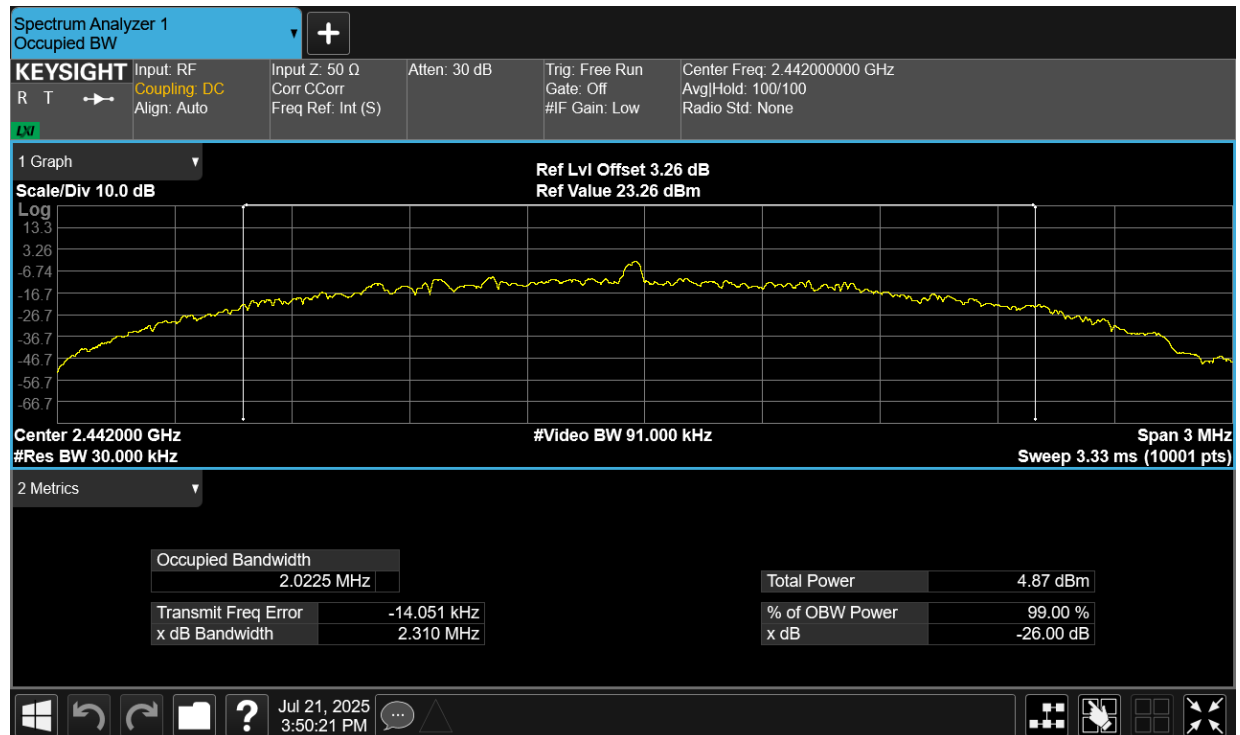 Spectrum Analyzer 1
Occupied BW
KEYSIGHT
R T
LXI
Input: RF
Coupling: DC
Align: Auto
Input Z: 50 Ω
Corr CCorr
Freq Ref: Int (S)
Atten: 30 dB
Trig: Free Run
Gate: Off
#IF Gain: Low
Center Freq: 2.442000000 GHz
Avg|Hold: 100/100
Radio Std: None
1 Graph
Scale/Div 10.0 dB
Ref Lvl Offset 3.26 dB
Ref Value 23.26 dBm
Log
13.3
3.26
-6.74
-16.7
-26.7
-36.7
-46.7
-56.7
-66.7
Center 2.442000 GHz
#Video BW 91.000 kHz
Span 3 MHz
#Res BW 30.000 kHz
Sweep 3.33 ms (10001 pts)
2 Metrics
Occupied Bandwidth
2.0225 MHz
Transmit Freq Error -14.051 kHz
x dB Bandwidth 2.310 MHz
Total Power 4.87 dBm
% of OBW Power 99.00 %
x dB -26.00 dB
?
Jul 21, 2025
3:50:21 PM